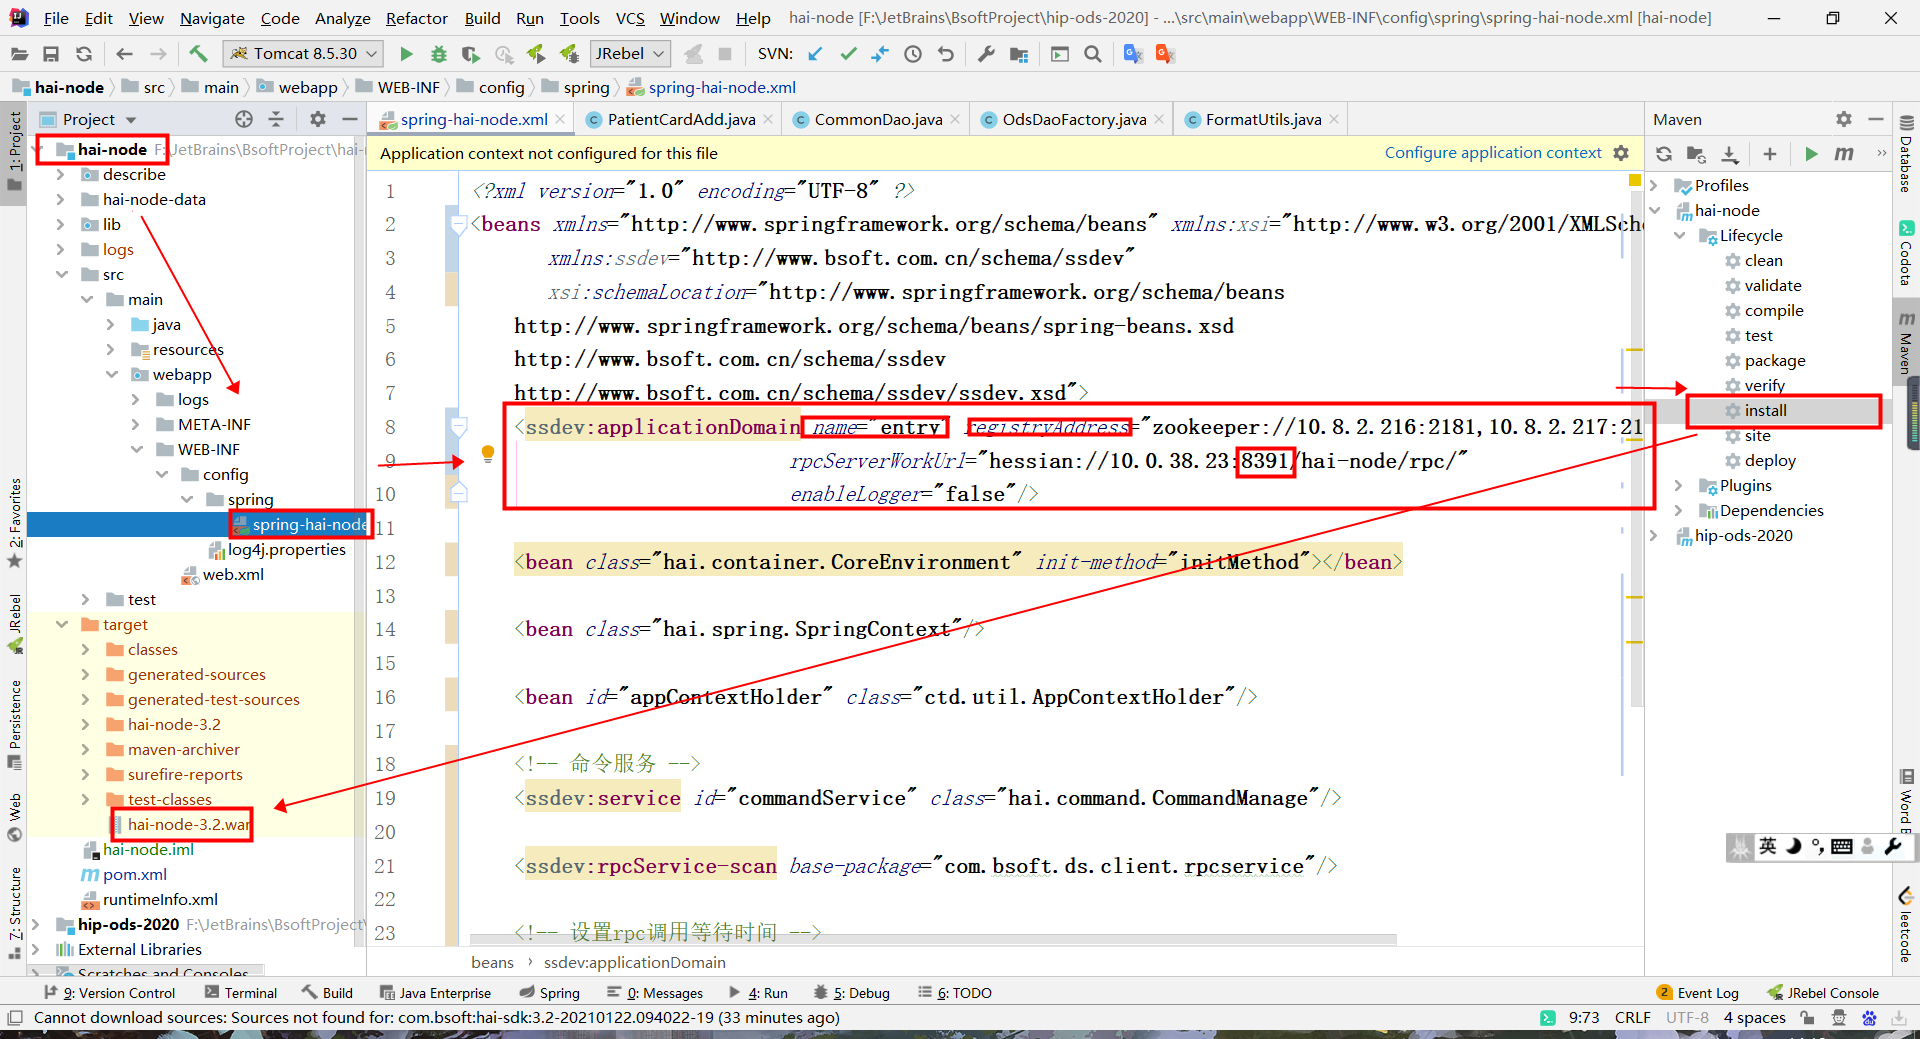 File Edit View Navigate Code Analyze Refactor Build Run Tools VCS Window Help hai-node [F:\JetBrains\BsoftProject\hip-ods-2020] - ...\src\main\webapp\WEB-INF\config\spring\spring-hai-node.xml [hai-node]
Tomcat 8.5.30 JRebel SVN:
hai-node src main webapp WEB-INF config spring spring-hai-node.xml
Project
spring-hai-node.xml PatientCardAdd.java CommonDao.java OdsDaoFactory.java FormatUtils.java
Maven
Application context not configured for this file Configure application context
hai-node F:\JetBrains\BsoftProject\hai-
describe
hai-node-data
lib
logs
src
main
java
resources
webapp
logs
META-INF
WEB-INF
config
spring
spring-hai-node
log4j.properties
web.xml
test
target
classes
generated-sources
generated-test-sources
hai-node-3.2
maven-archiver
surefire-reports
test-classes
hai-node-3.2.war
hai-node.iml
pom.xml
runtimeInfo.xml
hip-ods-2020 F:\JetBrains\BsoftProject\
External Libraries
Scratches and Consoles
1 <?xml version="1.0" encoding="UTF-8" ?>
2 <beans xmlns="http://www.springframework.org/schema/beans" xmlns:xsi="http://www.w3.org/2001/XMLSche
3 xmlns:ssdev="http://www.bsoft.com.cn/schema/ssdev"
4 xsi:schemaLocation="http://www.springframework.org/schema/beans
5 http://www.springframework.org/schema/beans/spring-beans.xsd
6 http://www.bsoft.com.cn/schema/ssdev
7 http://www.bsoft.com.cn/schema/ssdev/ssdev.xsd">
8 <ssdev:applicationDomain name="entry" registryAddress="zookeeper://10.8.2.216:2181,10.8.2.217:21
9 rpcServerWorkUrl="hessian://10.0.38.23:8391/hai-node/rpc/"
10 enableLogger="false"/>
11
12 <bean class="hai.container.CoreEnvironment" init-method="initMethod"></bean>
13
14 <bean class="hai.spring.SpringContext"/>
15
16 <bean id="appContextHolder" class="ctd.util.AppContextHolder"/>
17
18 <!-- 命令服务 -->
19 <ssdev:service id="commandService" class="hai.command.CommandManage"/>
20
21 <ssdev:rpcService-scan base-package="com.bsoft.ds.client.rpcservice"/>
22
23 <!-- 设置rpc调用等待时间 -->
beans › ssdev:applicationDomain
Profiles
hai-node
Lifecycle
clean
validate
compile
test
package
verify
install
site
deploy
Plugins
Dependencies
hip-ods-2020
1: Project
2: Favorites
JRebel
Persistence
Web
7: Structure
Database
Codota
Maven
Word B
leetcode
英
9: Version Control Terminal Build Java Enterprise Spring 0: Messages 4: Run 5: Debug 6: TODO 2 Event Log JRebel Console
Cannot download sources: Sources not found for: com.bsoft:hai-sdk:3.2-20210122.094022-19 (33 minutes ago) 9:73 CRLF UTF-8 4 spaces